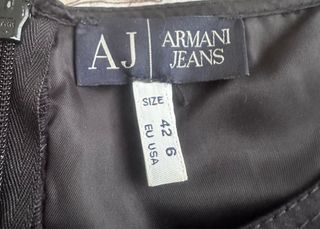 AJ | ARMANI
JEANS
SIZE
42 6
EU USA